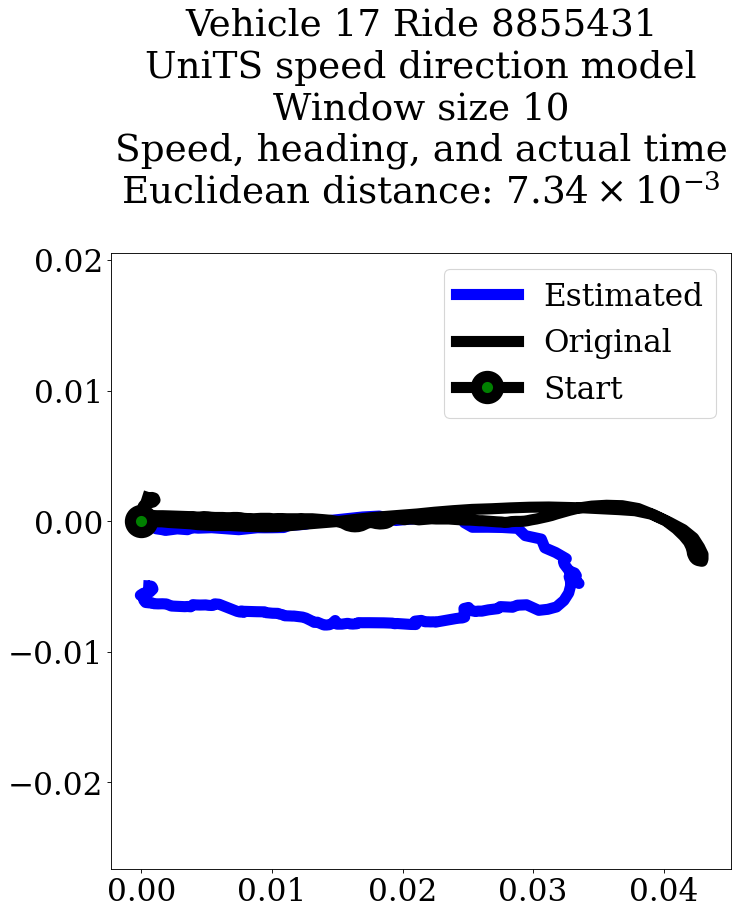 Vehicle 17 Ride 8855431
UniTS speed direction model
Window size 10
Speed, heading, and actual time
Euclidean distance: 7.34 × 10⁻³
0.02
0.01
0.00
−0.01
−0.02
Estimated
Original
Start
0.00 0.01 0.02 0.03 0.04